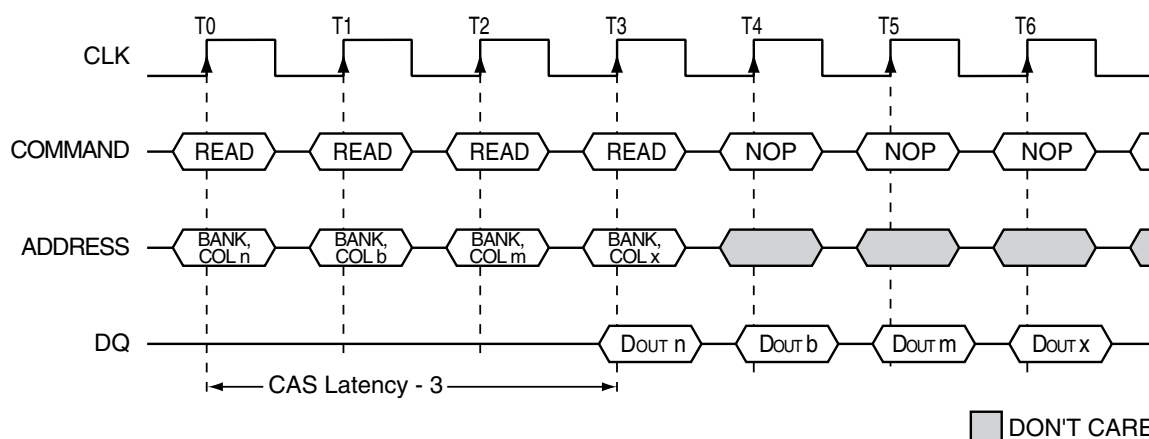 T0 T1 T2 T3 T4 T5 T6
CLK
COMMAND READ READ READ READ NOP NOP NOP
ADDRESS BANK, COL n BANK, COL b BANK, COL m BANK, COL x
DQ DOUT n DOUT b DOUT m DOUT x
CAS Latency - 3
DON'T CARE